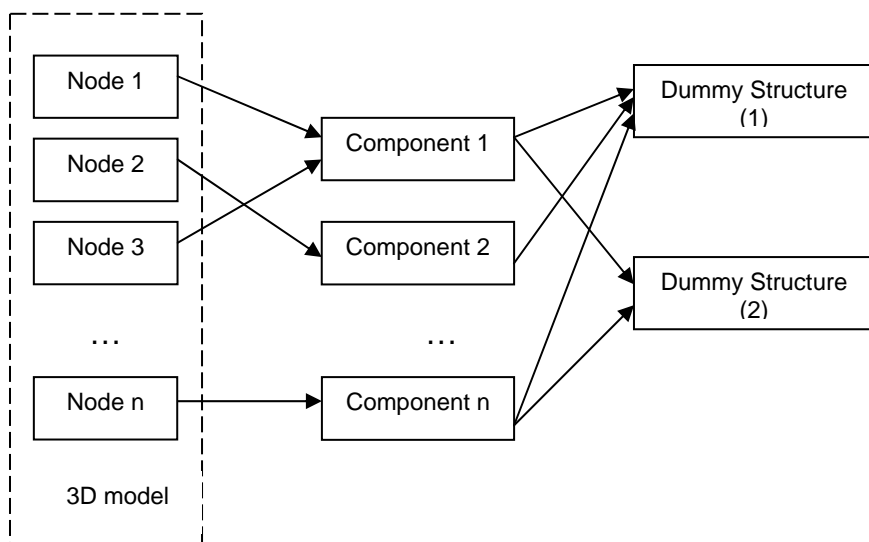 Node 1
Node 2
Node 3
...
Node n
3D model
Component 1
Component 2
...
Component n
Dummy Structure
(1)
Dummy Structure
(2)